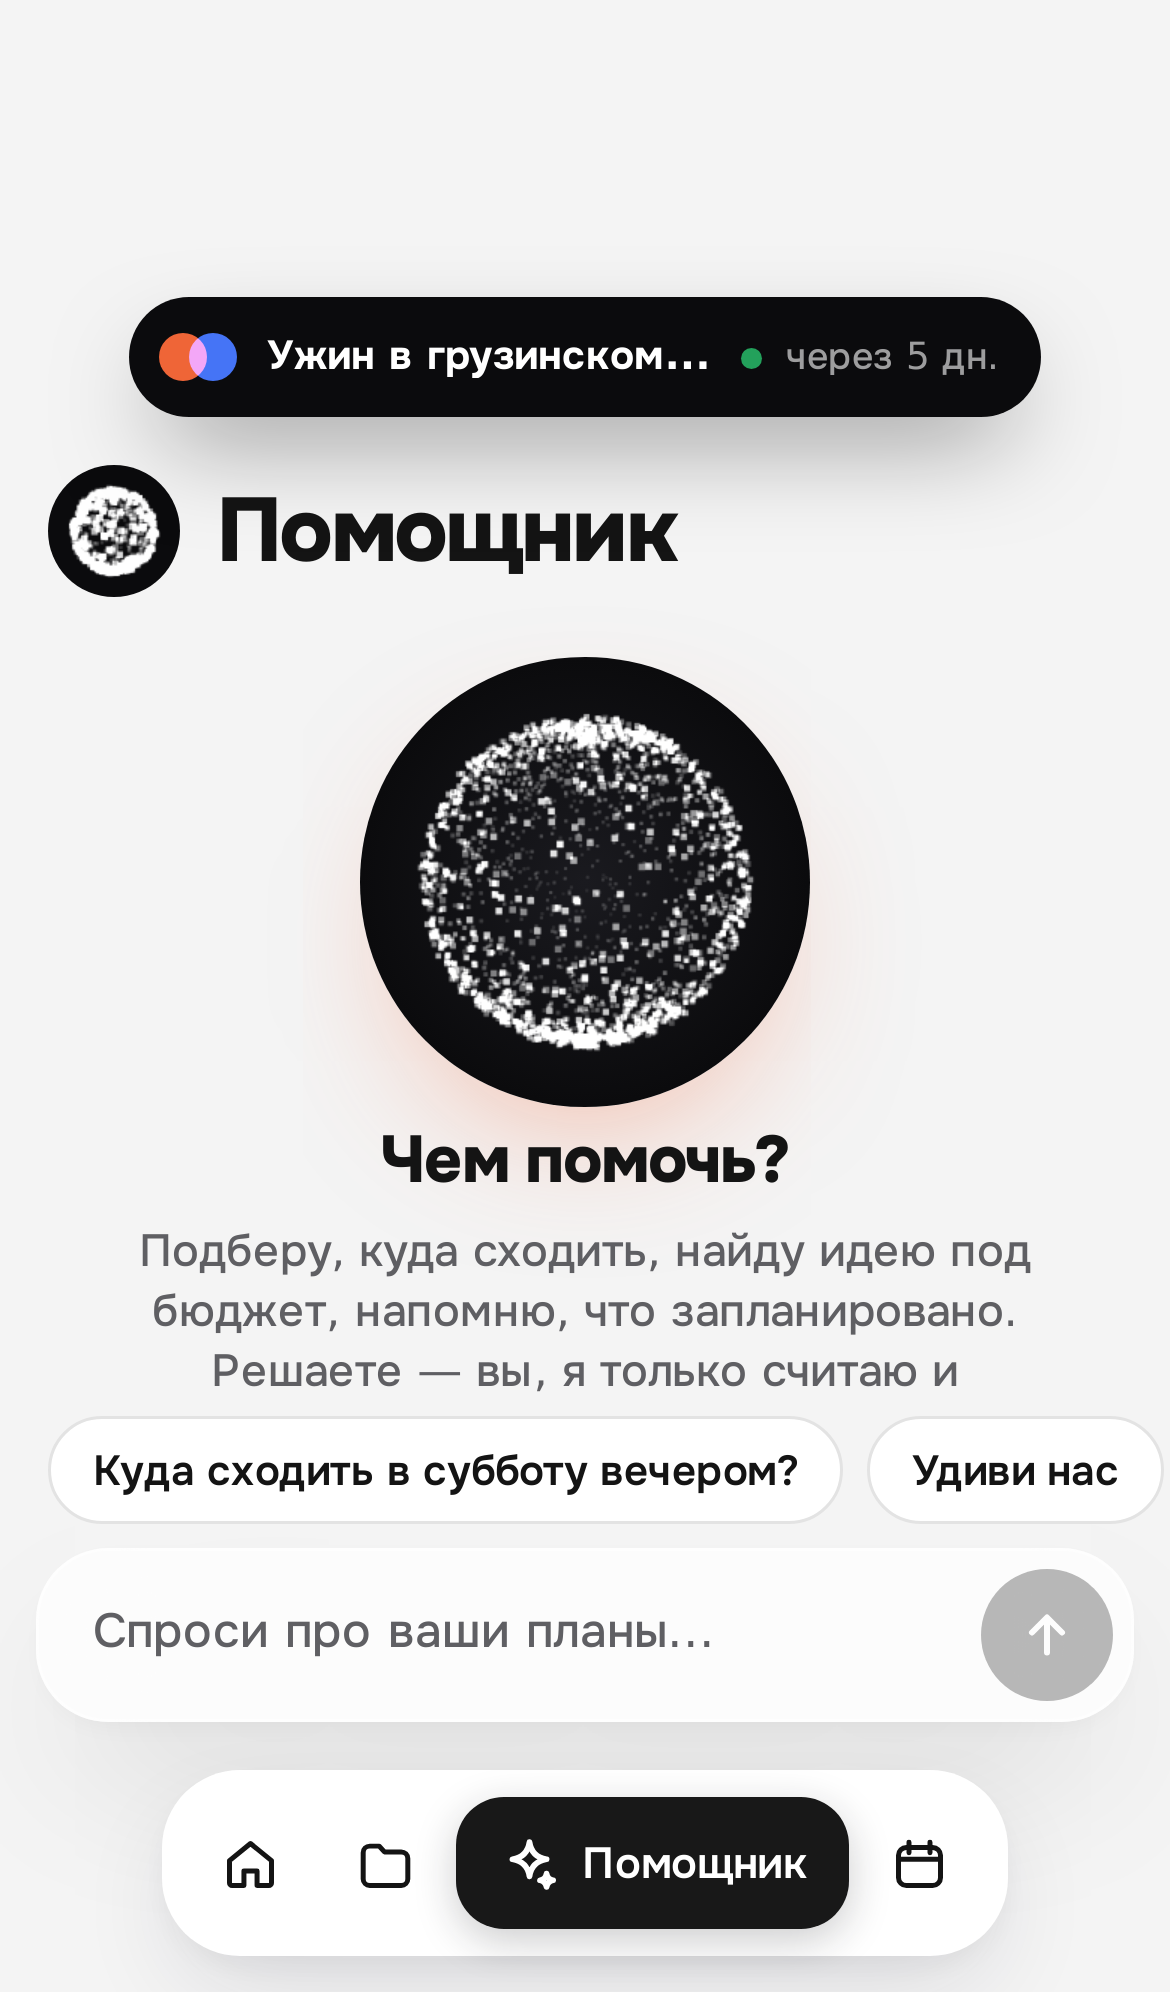 Ужин в грузинском... через 5 дн.
Помощник
Чем помочь?
Подберу, куда сходить, найду идею под
бюджет, напомню, что запланировано.
Решаете — вы, я только считаю и
Куда сходить в субботу вечером? Удиви нас
Спроси про ваши планы...
Помощник